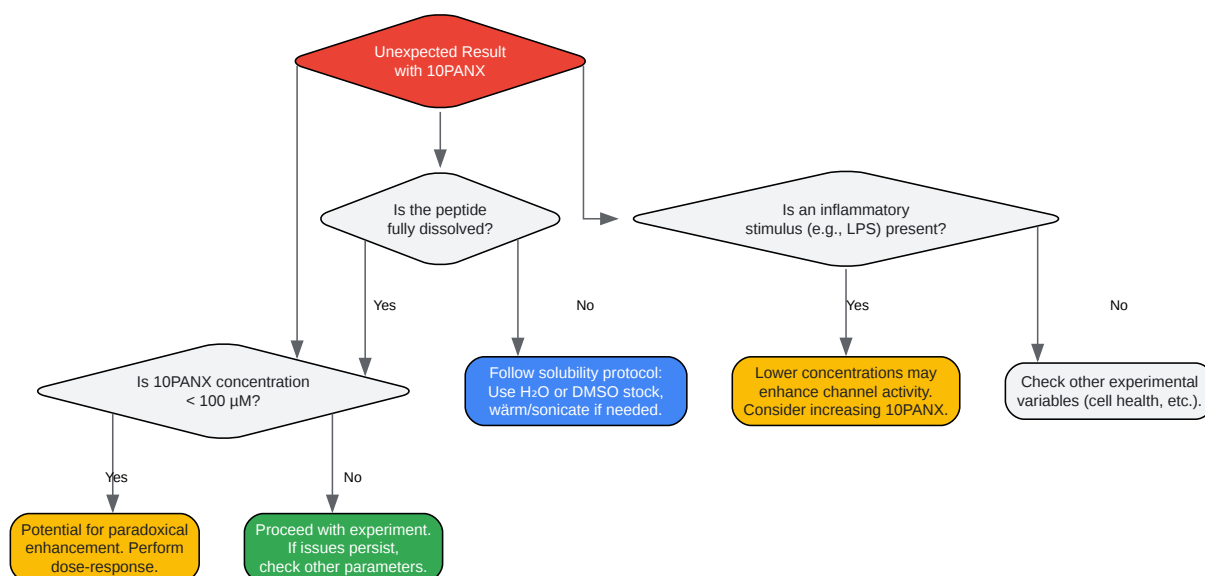 Unexpected Result
with 10PANX
Is the peptide
fully dissolved?
Is an inflammatory
stimulus (e.g., LPS) present?
Yes
No
Yes
No
Is 10PANX concentration
< 100 µM?
Follow solubility protocol:
Use H₂O or DMSO stock,
wärm/sonicate if needed.
Lower concentrations may
enhance channel activity.
Consider increasing 10PANX.
Check other experimental
variables (cell health, etc.).
Yes
No
Potential for paradoxical
enhancement. Perform
dose-response.
Proceed with experiment.
If issues persist,
check other parameters.